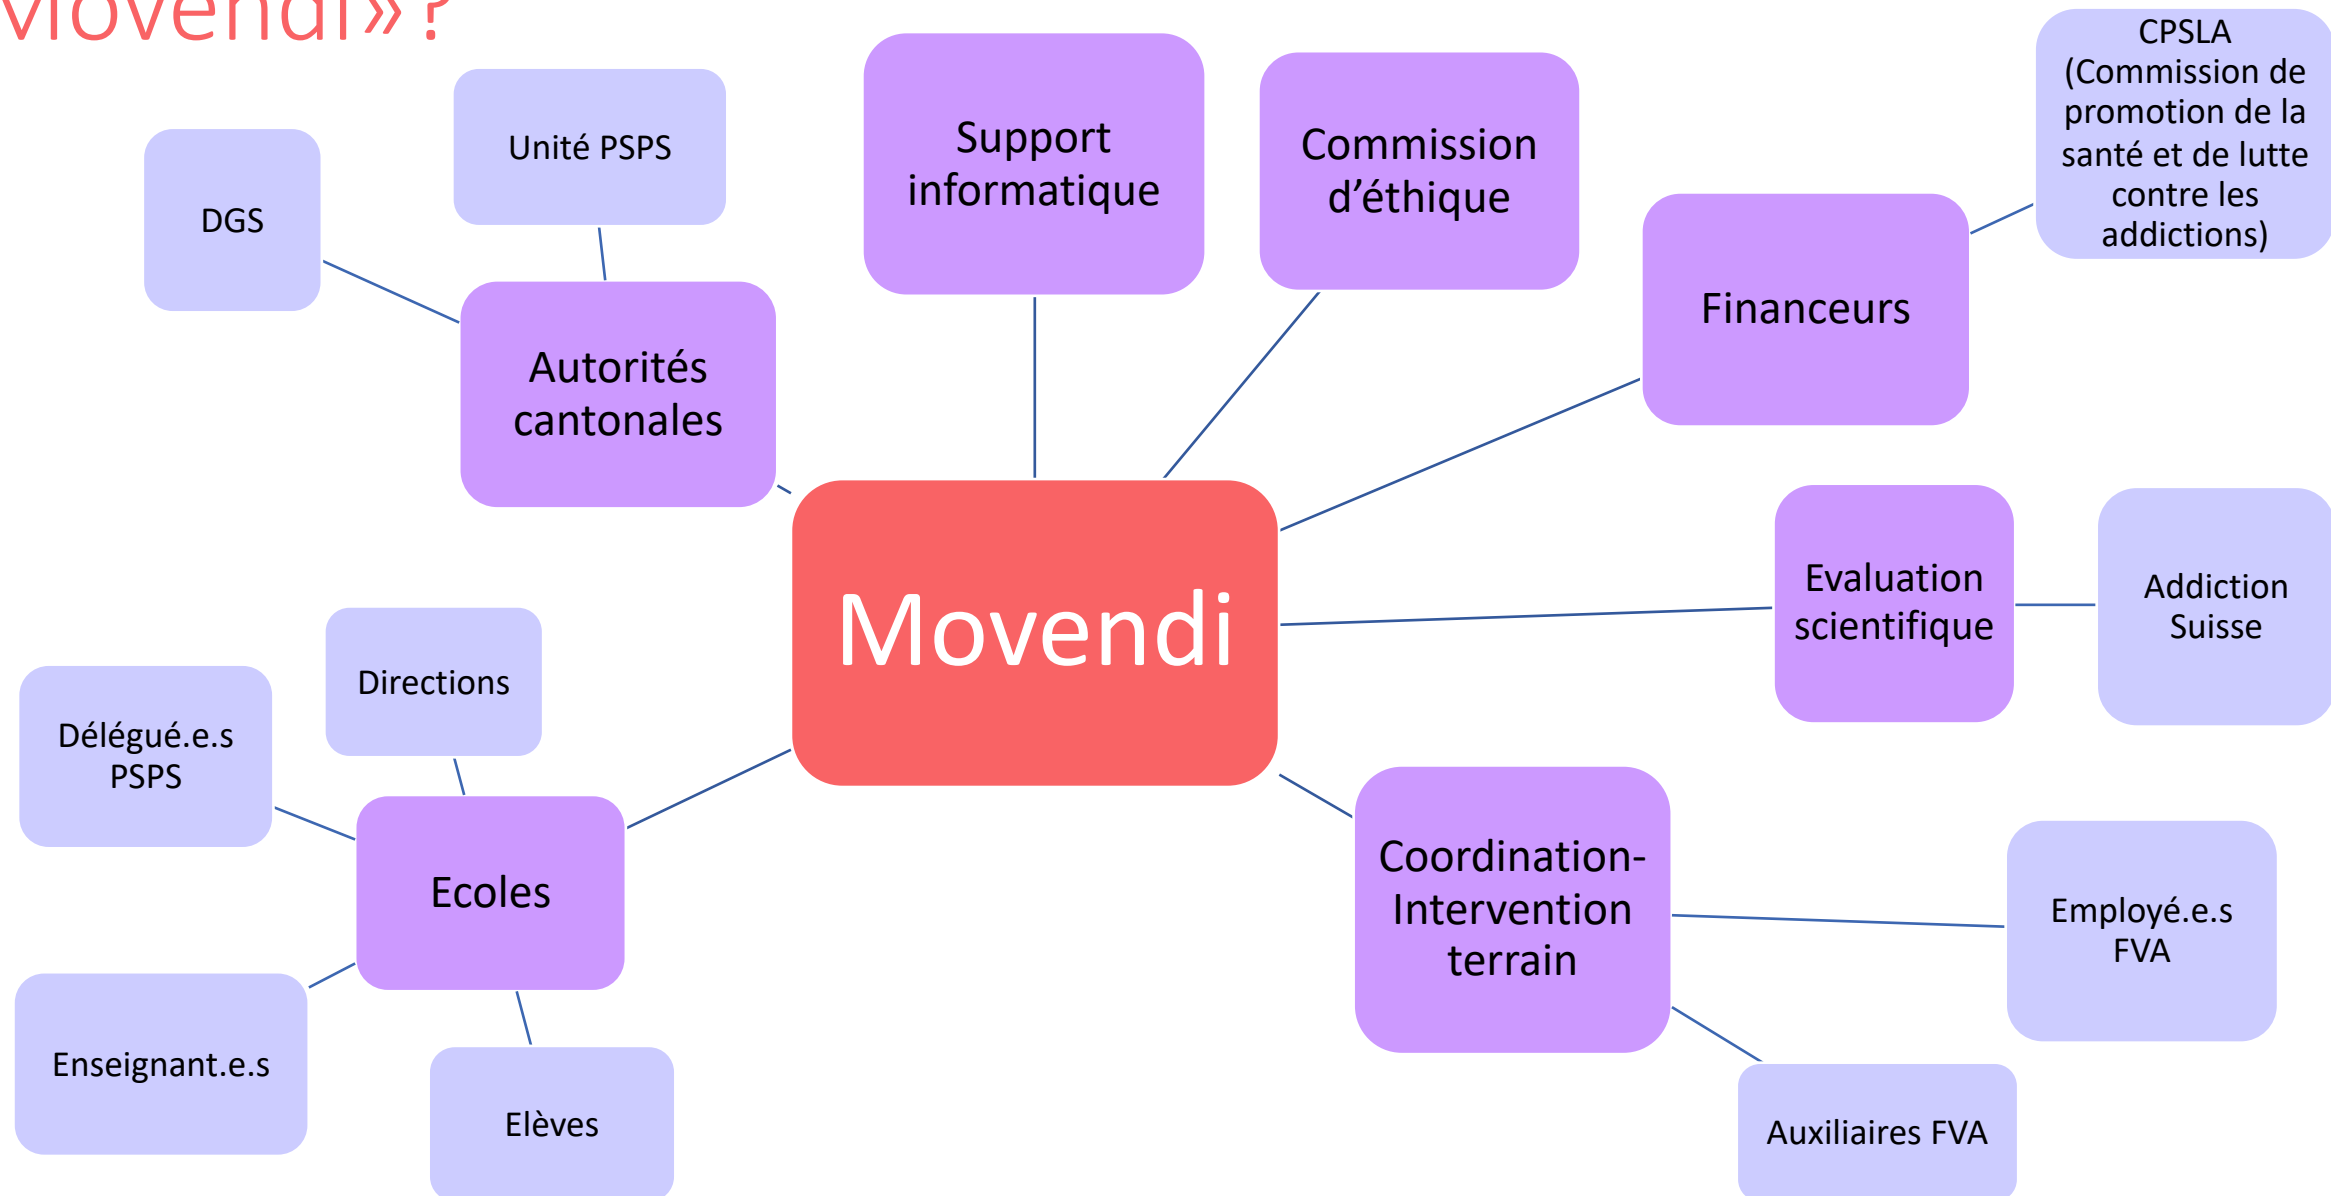 Movendi»?
CPSLA
(Commission de
promotion de la
santé et de lutte
contre les
addictions)
Unité PSPS
DGS
Support
informatique
Commission
d’éthique
Financeurs
Autorités
cantonales
Movendi
Evaluation
scientifique
Addiction
Suisse
Directions
Délégué.e.s
PSPS
Ecoles
Enseignant.e.s
Elèves
Coordination-
Intervention
terrain
Employé.e.s
FVA
Auxiliaires FVA